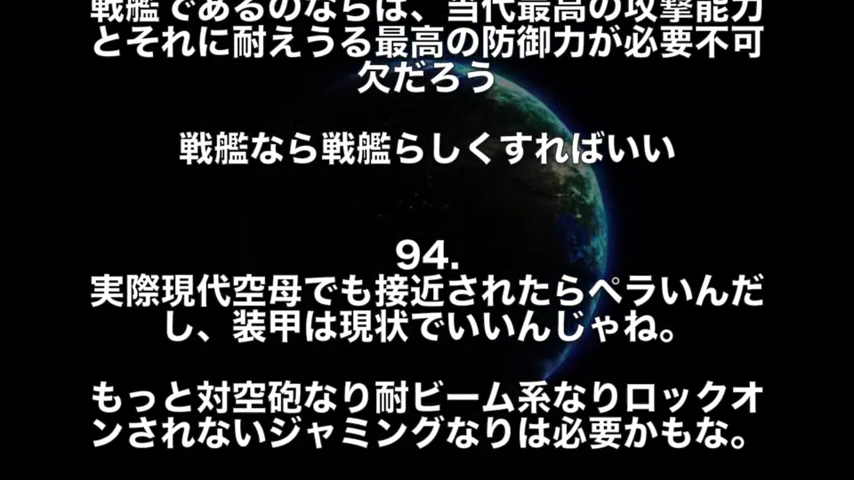 戦艦であるのならば、当代最高の攻撃能力
とそれに耐えうる最高の防御力が必要不可
欠だろう
戦艦なら戦艦らしくすればいい
94.
実際現代空母でも接近されたらペラいんだ
し、装甲は現状でいいんじゃね。
もっと対空砲なり耐ビーム系なりロックオ
ンされないジャミングなりは必要かもな。